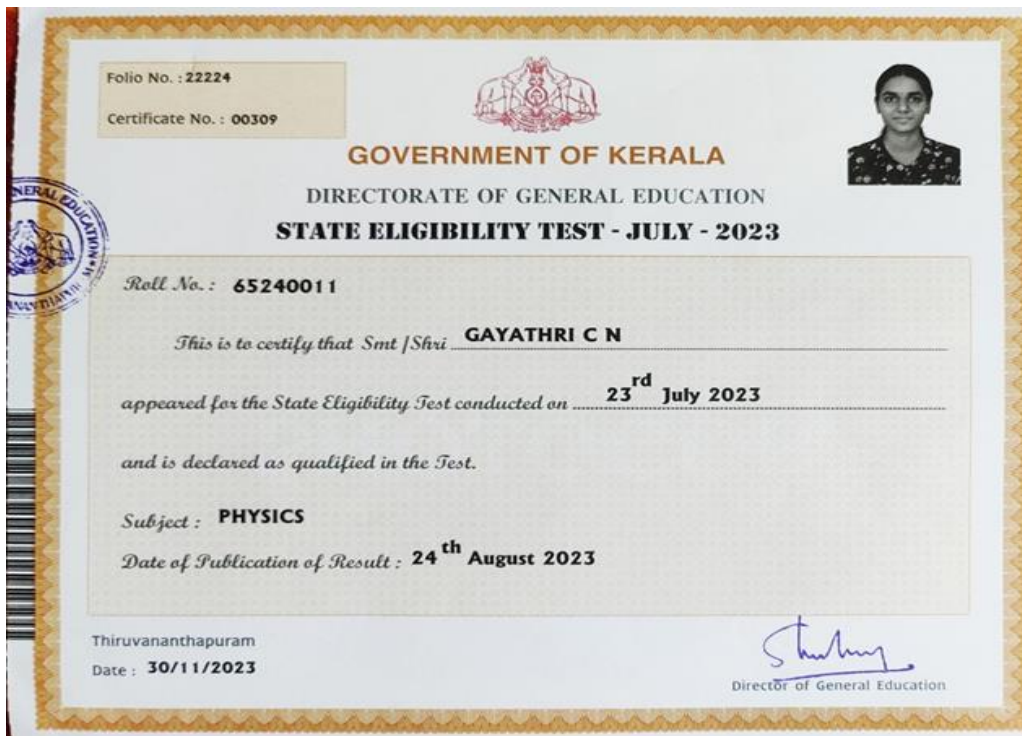 Folio No. : 22224
Certificate No. : 00309
GOVERNMENT OF KERALA
DIRECTORATE OF GENERAL EDUCATION
STATE ELIGIBILITY TEST - JULY - 2023
Roll No. : 65240011
This is to certify that Smt / Shri GAYATHRI C N
appeared for the State Eligibility Test conducted on 23rd July 2023
and is declared as qualified in the Test.
Subject : PHYSICS
Date of Publication of Result : 24th August 2023
Thiruvananthapuram
Date : 30/11/2023
Director of General Education